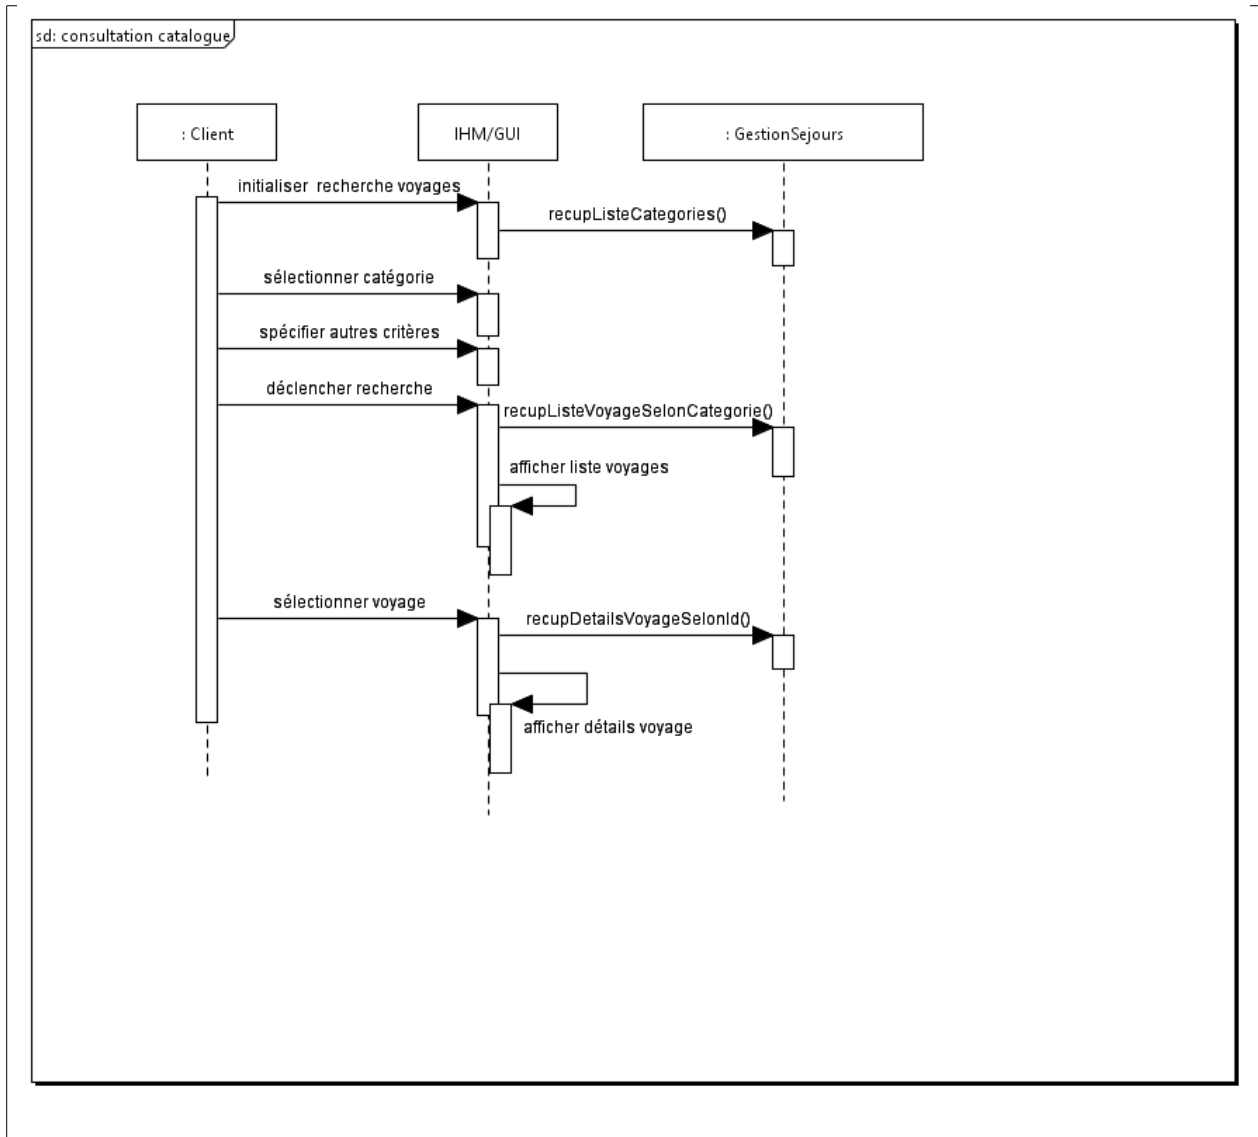 sd: consultation catalogue
: Client
IHM/GUI
: GestionSejours
initialiser recherche voyages
recupListeCategories()
sélectionner catégorie
spécifier autres critères
déclencher recherche
recupListeVoyageSelonCategorie()
afficher liste voyages
sélectionner voyage
recupDetailsVoyageSelonId()
afficher détails voyage